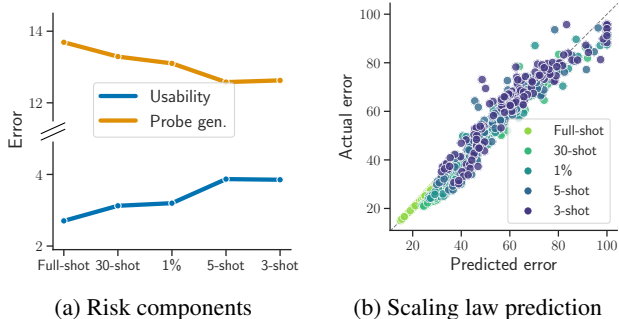 14
12
4
2
Error
Usability
Probe gen.
Full-shot 30-shot 1% 5-shot 3-shot
(a) Risk components
100
80
60
40
20
Actual error
Full-shot
30-shot
1%
5-shot
3-shot
20 40 60 80 100
Predicted error
(b) Scaling law prediction